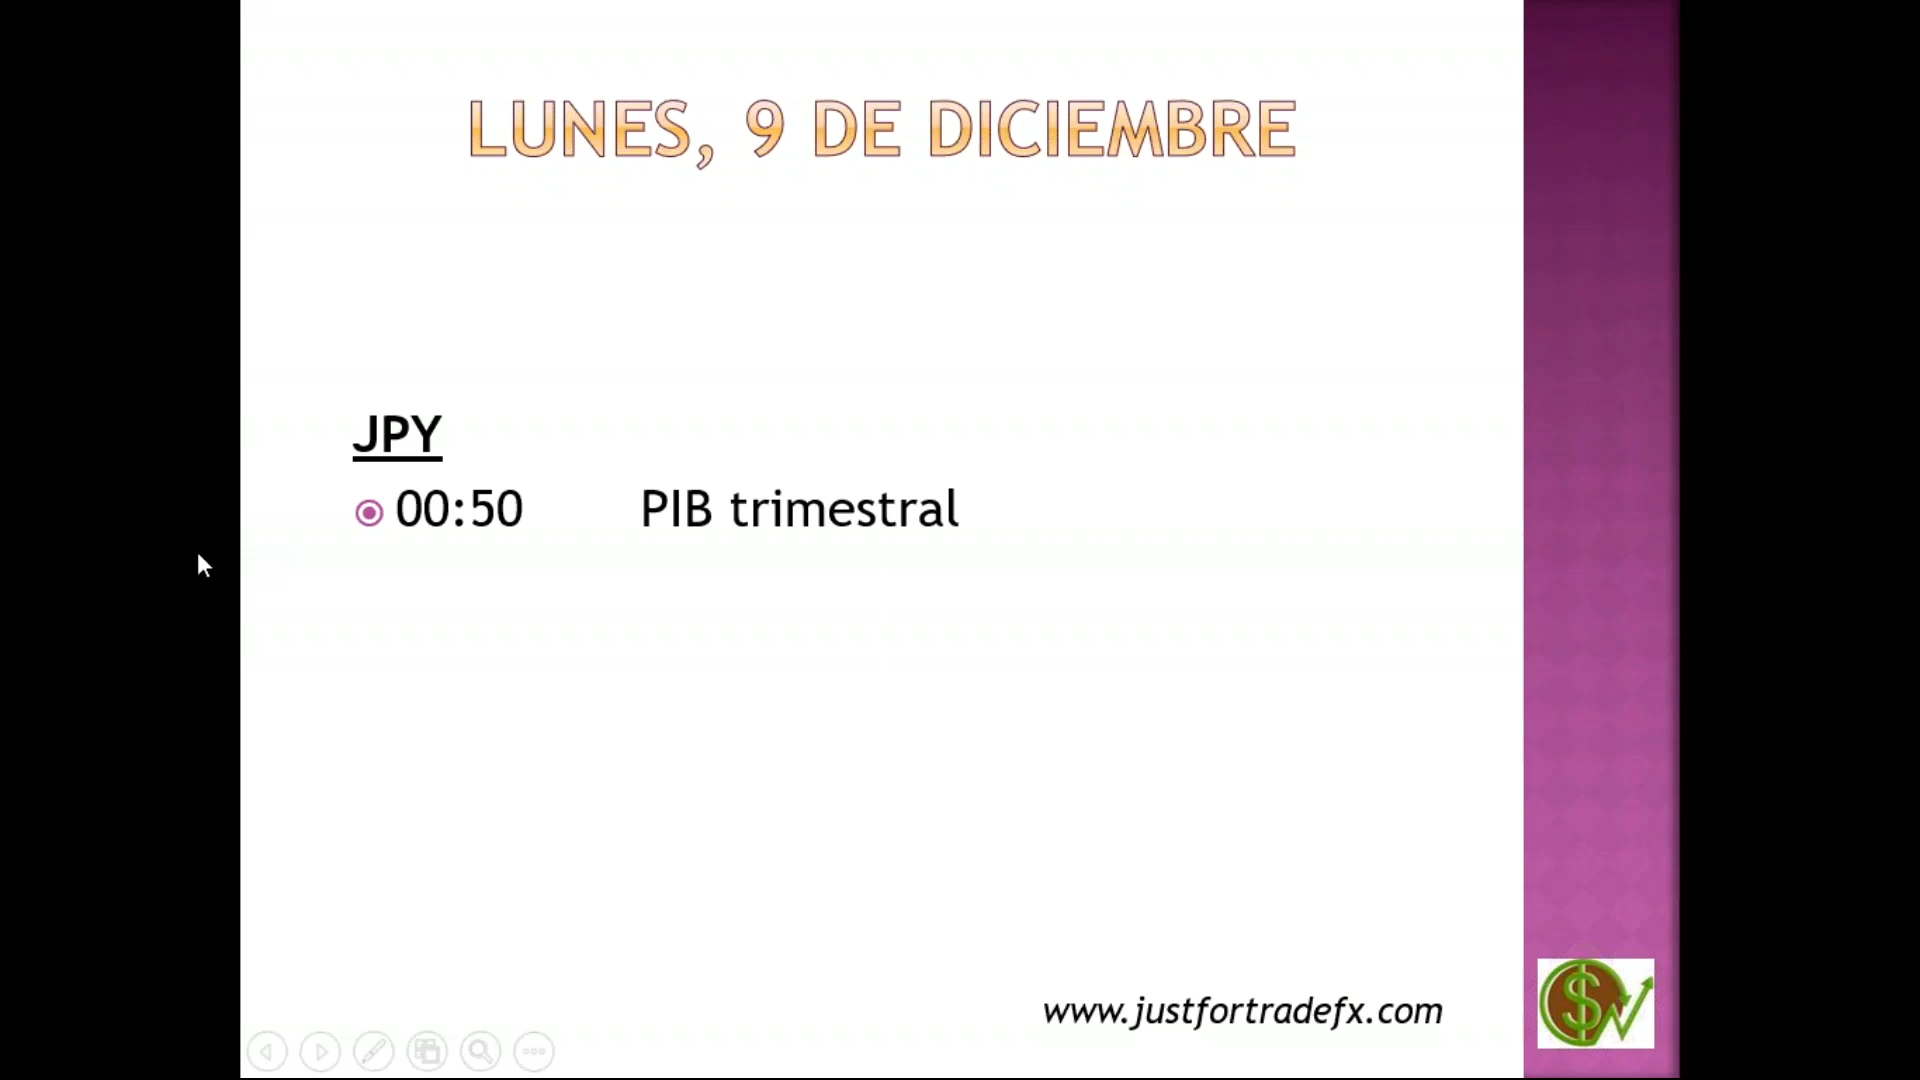 LUNES, 9 DE DICIEMBRE
JPY
00:50 PIB trimestral
www.justfortradefx.com